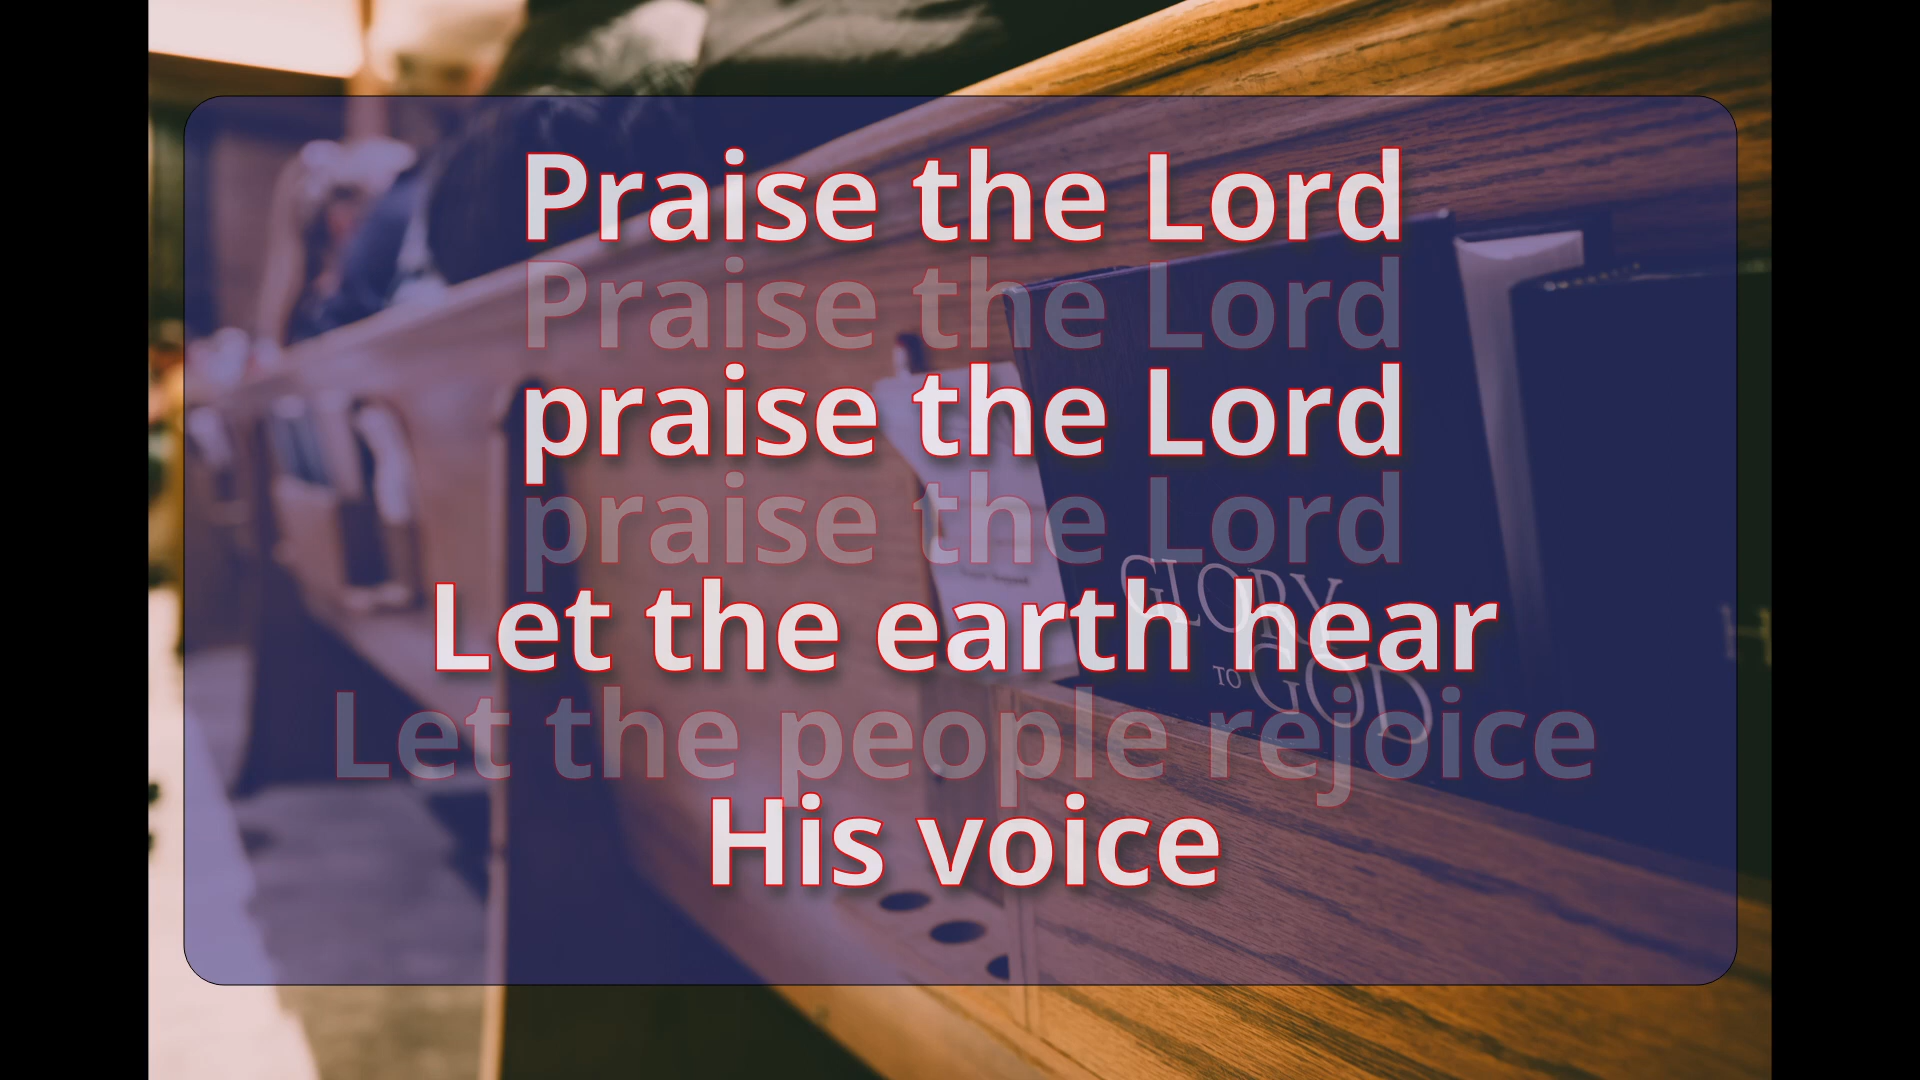 Praise the Lord
Praise the Lord
praise the Lord
praise the Lord
Let the earth hear
Let the people rejoice
His voice
GLORY
TO GOD
H